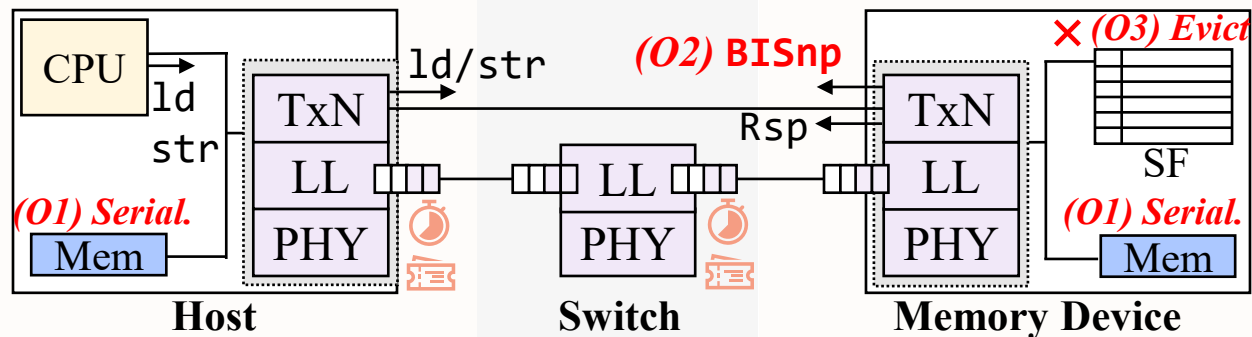 CPU
ld
str
(O1) Serial.
Mem
TxN
LL
PHY
ld/str
Host
LL
PHY
Switch
(O2) BISnp
Rsp
TxN
LL
PHY
× (O3) Evict
SF
(O1) Serial.
Mem
Memory Device